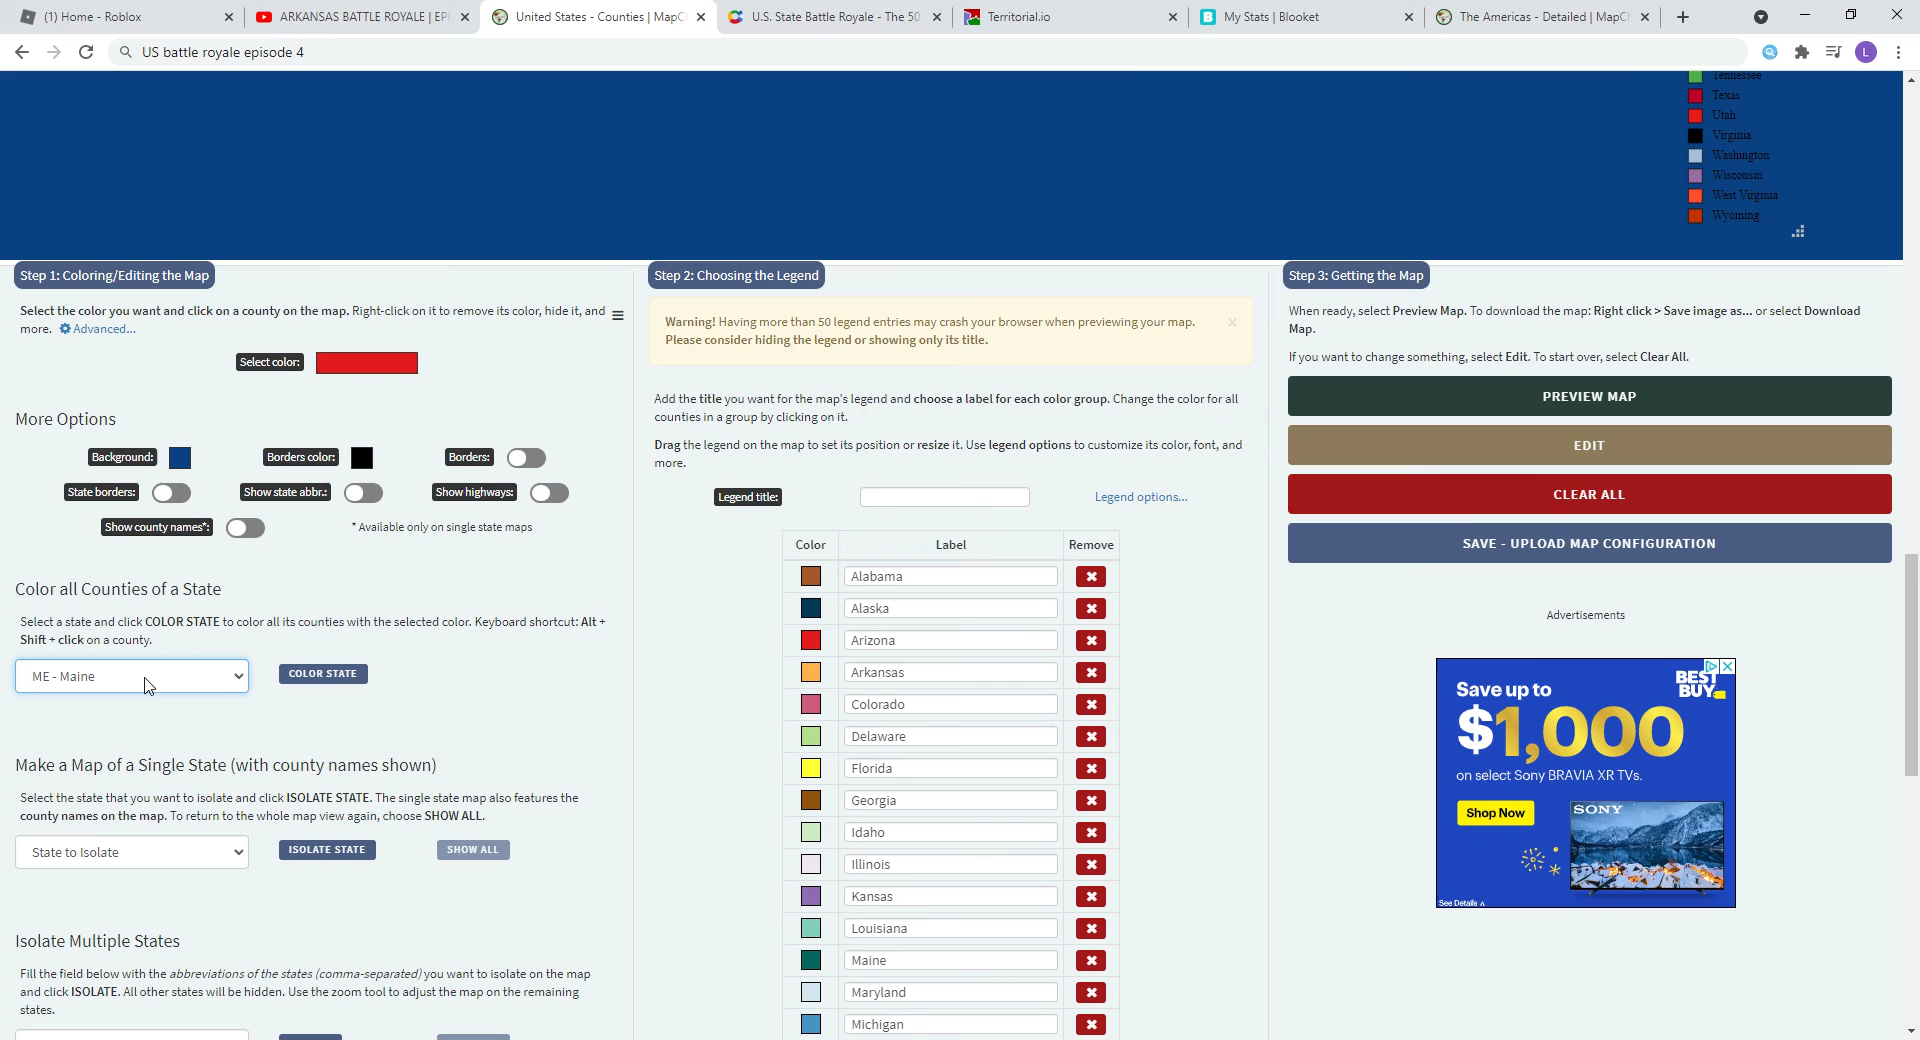 (1) Home - Roblox
ARKANSAS BATTLE ROYALE | EPI
United States - Counties | MapCh
U.S. State Battle Royale - The 50
Territorial.io
My Stats | Blooket
The Americas - Detailed | MapCh
US battle royale episode 4
L
Tennessee
Texas
Utah
Virginia
Washington
Wisconsin
West Virginia
Wyoming
Step 1: Coloring/Editing the Map
Select the color you want and click on a county on the map. Right-click on it to remove its color, hide it, and
more. Advanced...
Select color:
More Options
Background:
Borders color:
Borders:
State borders:
Show state abbr.:
Show highways:
Show county names*:
* Available only on single state maps
Color all Counties of a State
Select a state and click COLOR STATE to color all its counties with the selected color. Keyboard shortcut: Alt +
Shift + click on a county.
ME - Maine
COLOR STATE
Make a Map of a Single State (with county names shown)
Select the state that you want to isolate and click ISOLATE STATE. The single state map also features the
county names on the map. To return to the whole map view again, choose SHOW ALL.
State to Isolate
ISOLATE STATE
SHOW ALL
Isolate Multiple States
Fill the field below with the abbreviations of the states (comma-separated) you want to isolate on the map
and click ISOLATE. All other states will be hidden. Use the zoom tool to adjust the map on the remaining
states.
Step 2: Choosing the Legend
Warning! Having more than 50 legend entries may crash your browser when previewing your map.
Please consider hiding the legend or showing only its title.
Add the title you want for the map's legend and choose a label for each color group. Change the color for all
counties in a group by clicking on it.
Drag the legend on the map to set its position or resize it. Use legend options to customize its color, font, and
more.
Legend title:
Legend options...
Color Label Remove
Alabama
Alaska
Arizona
Arkansas
Colorado
Delaware
Florida
Georgia
Idaho
Illinois
Kansas
Louisiana
Maine
Maryland
Michigan
Step 3: Getting the Map
When ready, select Preview Map. To download the map: Right click > Save image as... or select Download
Map.
If you want to change something, select Edit. To start over, select Clear All.
PREVIEW MAP
EDIT
CLEAR ALL
SAVE - UPLOAD MAP CONFIGURATION
Advertisements
Save up to
BEST
BUY
$1,000
on select Sony BRAVIA XR TVs.
Shop Now
SONY
See Details